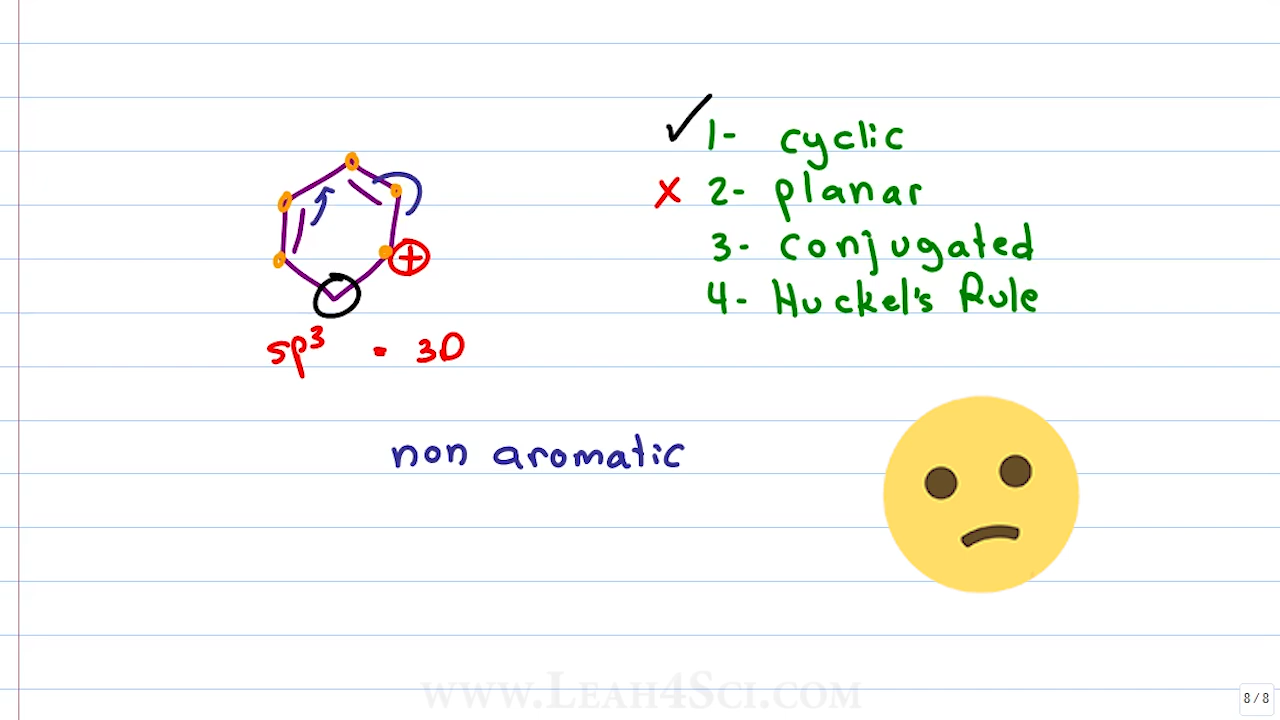 1- cyclic
x 2- planar
3- conjugated
4- Huckel's Rule
+
sp³ - 3D
non aromatic
www.Leah4Sci.com
8 / 8